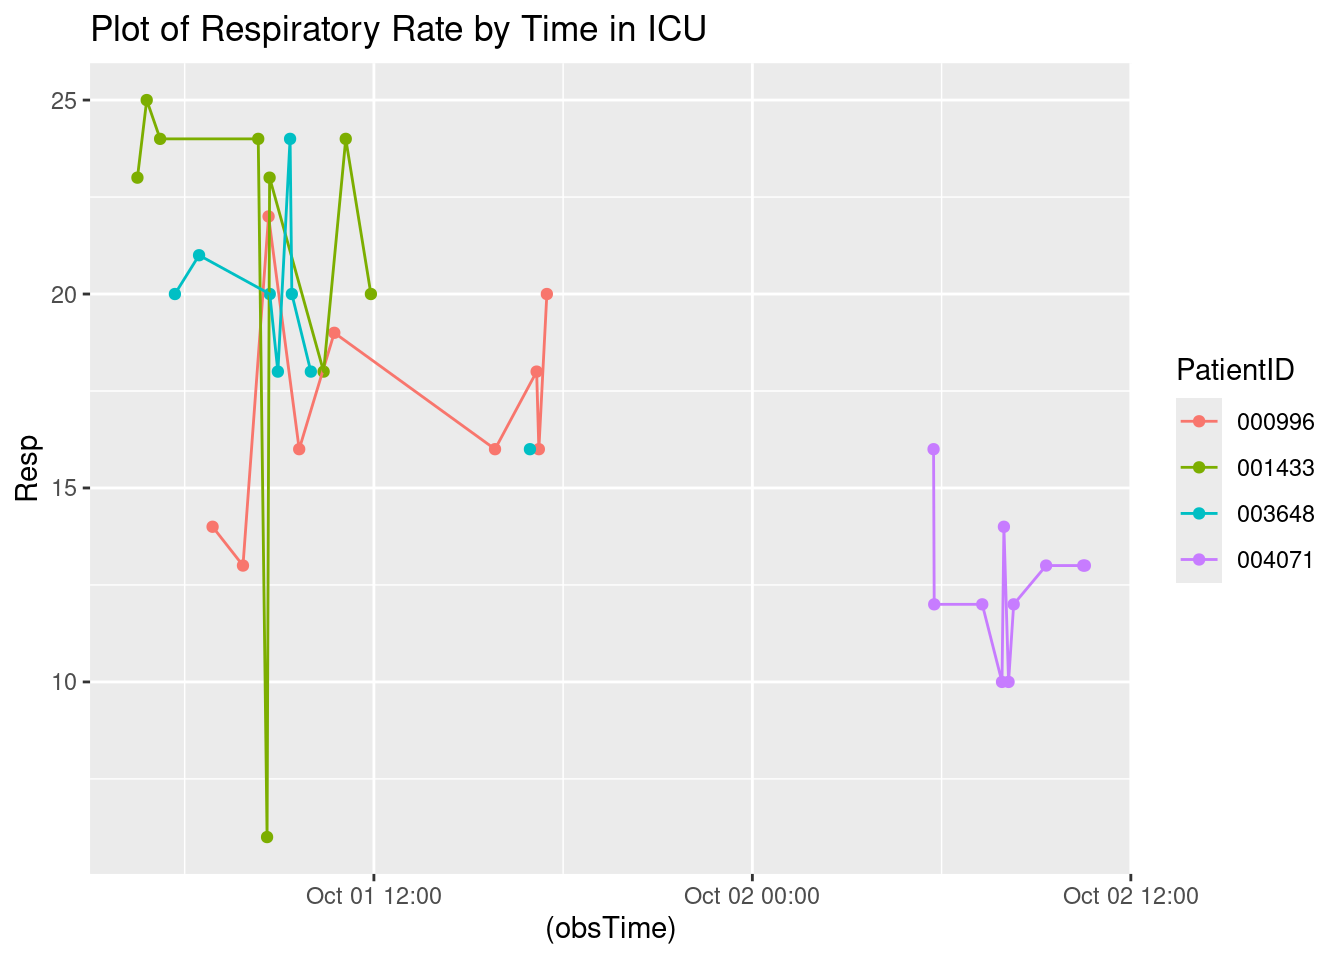 Plot of Respiratory Rate by Time in ICU
25
20
15
10
Resp
Oct 01 12:00
Oct 02 00:00
Oct 02 12:00
(obsTime)
PatientID
000996
001433
003648
004071